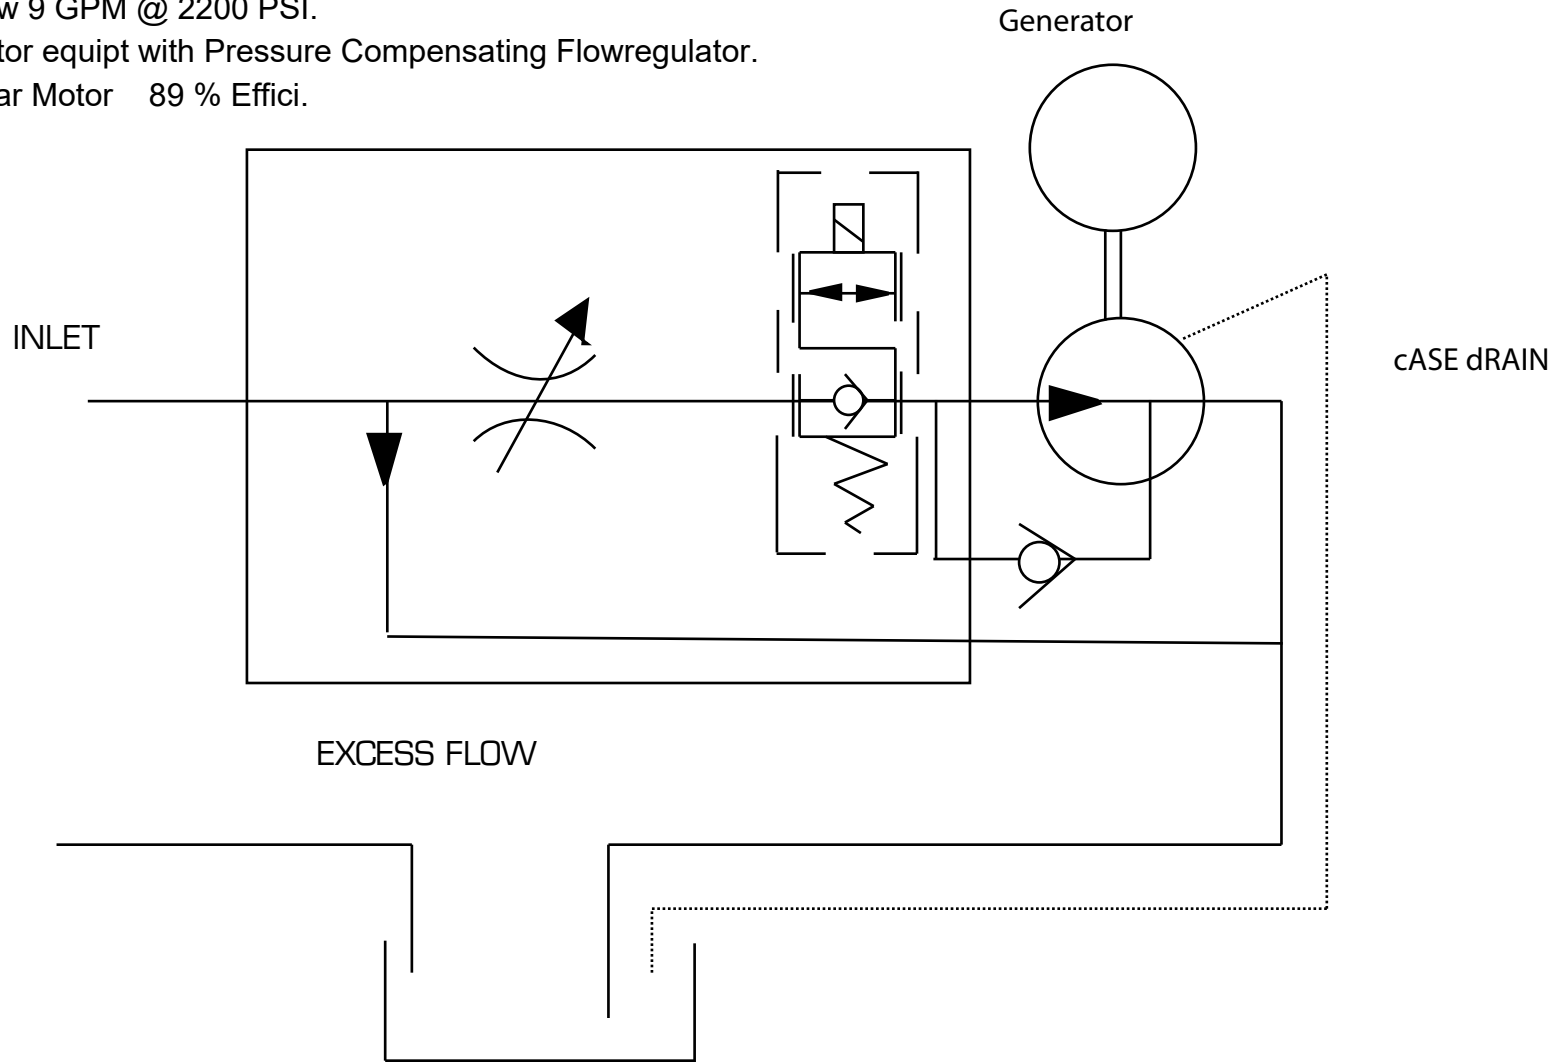 w 9 GPM @ 2200 PSI.
tor equipt with Pressure Compensating Flowregulator.
ar Motor 89 % Effici.
Generator
INLET
cASE dRAIN
EXCESS FLOW